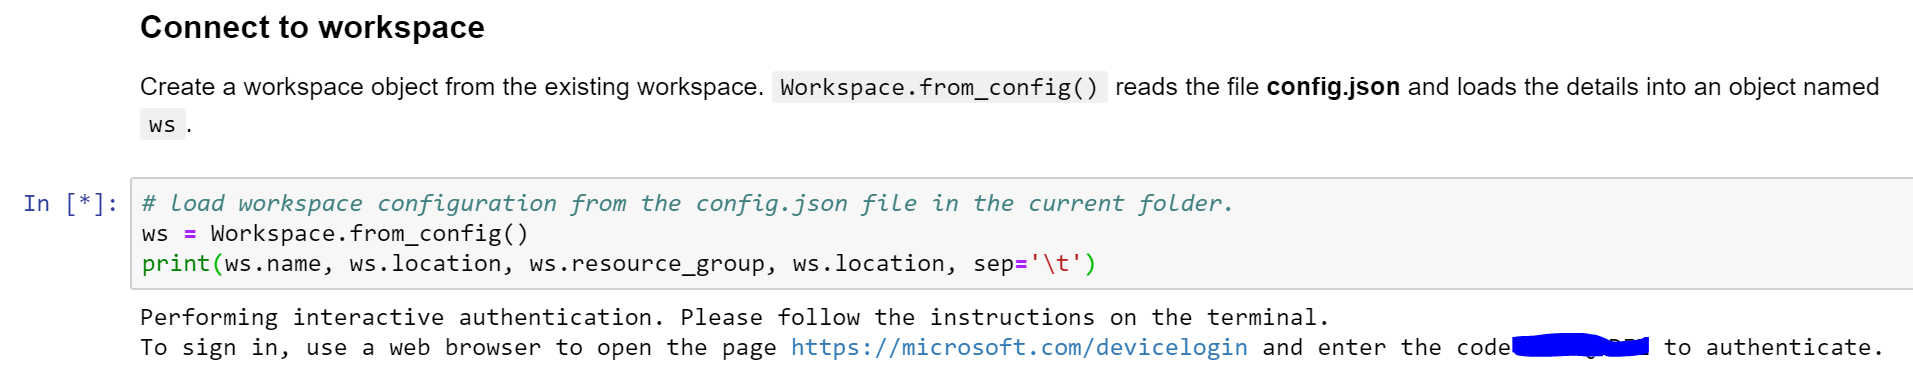 Connect to workspace
Create a workspace object from the existing workspace. Workspace.from_config() reads the file config.json and loads the details into an object named
ws .
In [*]: # load workspace configuration from the config.json file in the current folder.
ws = Workspace.from_config()
print(ws.name, ws.location, ws.resource_group, ws.location, sep='\t')
Performing interactive authentication. Please follow the instructions on the terminal.
To sign in, use a web browser to open the page https://microsoft.com/devicelogin and enter the code to authenticate.